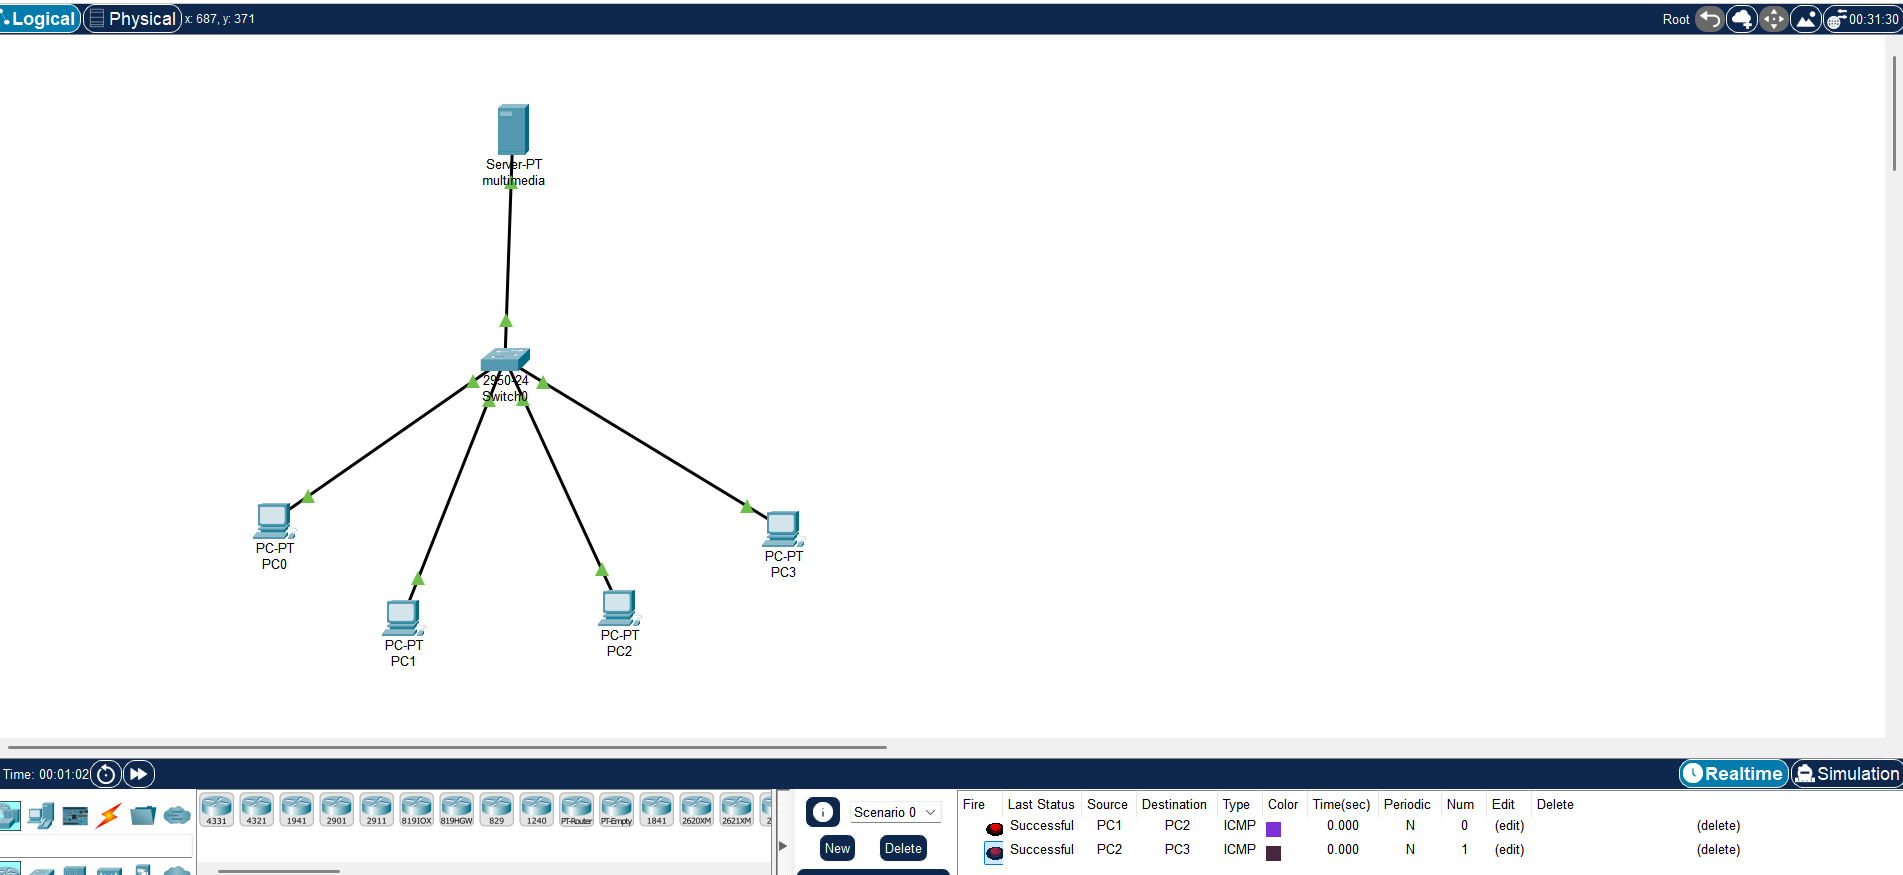 Logical Physical x: 687, y: 371 Root 00:31:30
Server-PT
multimedia
2950-24
Switch0
PC-PT
PC0
PC-PT
PC3
PC-PT
PC1
PC-PT
PC2
Time: 00:01:02 Realtime Simulation
4331 4321 1941 2901 2911 819IOX 819HGW 829 1240 PT-Router PT-Empty 1841 2620XM 2621XM 2
Scenario 0
New Delete
Fire Last Status Source Destination Type Color Time(sec) Periodic Num Edit Delete
Successful PC1 PC2 ICMP 0.000 N 0 (edit) (delete)
Successful PC2 PC3 ICMP 0.000 N 1 (edit) (delete)